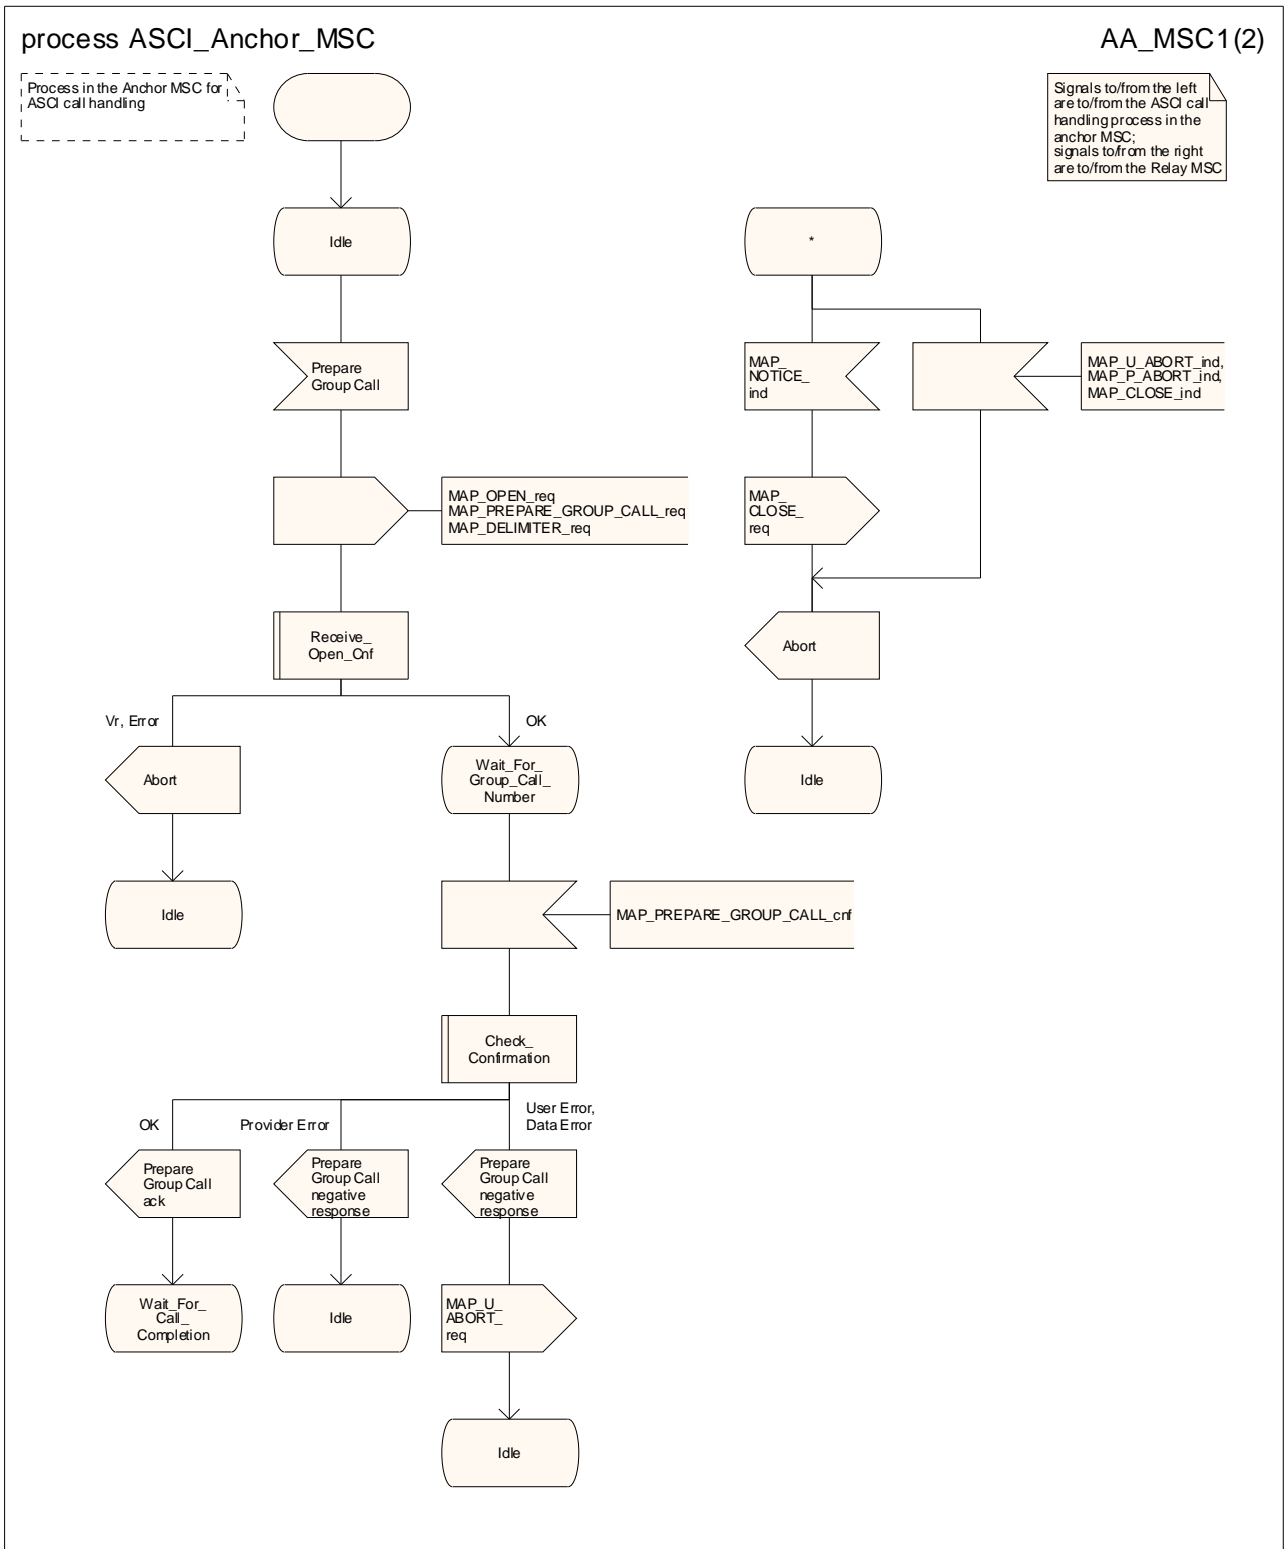 process ASCI_Anchor_MSC
AA_MSC1(2)
Process in the Anchor MSC for
ASCI call handling
Signals to/from the left
are to/from the ASCI call
handling process in the
anchor MSC;
signals to/from the right
are to/from the Relay MSC
Idle
*
Prepare
Group Call
MAP_
NOTICE_
ind
MAP_U_ABORT_ind,
MAP_P_ABORT_ind,
MAP_CLOSE_ind
MAP_OPEN_req
MAP_PREPARE_GROUP_CALL_req
MAP_DELIMITER_req
MAP_
CLOSE_
req
Receive_
Open_Cnf
Abort
Vr, Error
OK
Abort
Wait_For_
Group_Call_
Number
Idle
Idle
MAP_PREPARE_GROUP_CALL_cnf
Check_
Confirmation
OK
Provider Error
User Error,
Data Error
Prepare
Group Call
ack
Prepare
Group Call
negative
response
Prepare
Group Call
negative
response
Wait_For_
Call_
Completion
Idle
MAP_U_
ABORT_
req
Idle